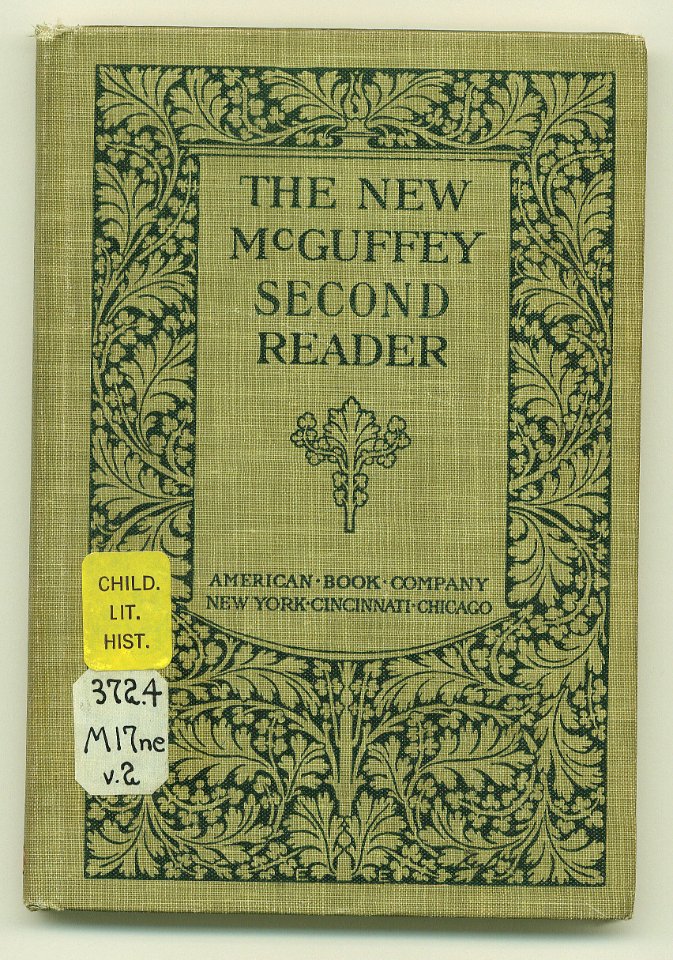 THE NEW
McGUFFEY
SECOND
READER
AMERICAN·BOOK·COMPANY
NEW YORK·CINCINNATI·CHICAGO
CHILD.
LIT.
HIST.
372.4
M17ne
v.2